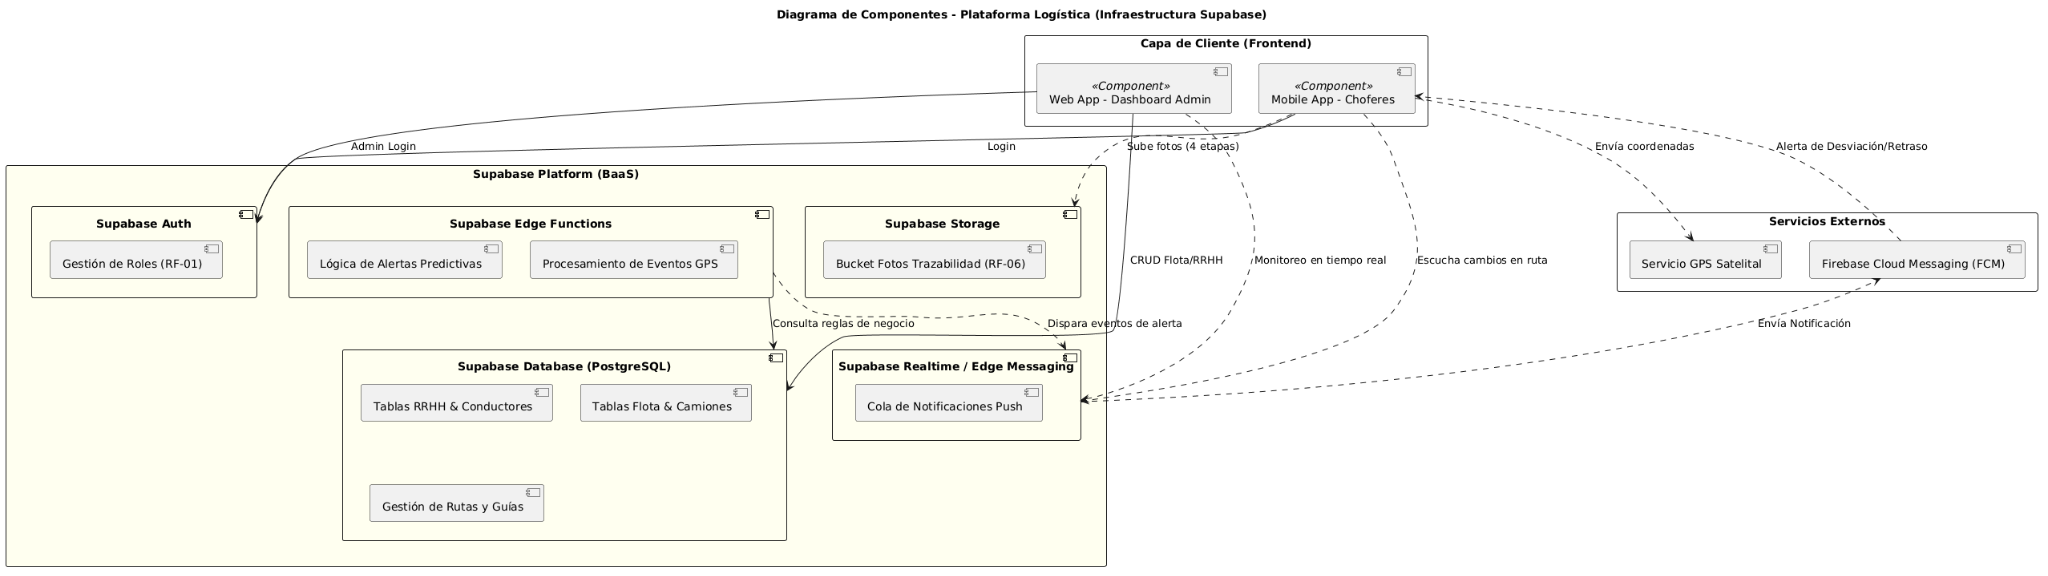 Diagrama de Componentes - Plataforma Logística (Infraestructura Supabase)
Capa de Cliente (Frontend)
«Component»
Web App - Dashboard Admin
«Component»
Mobile App - Choferes
Admin Login
Login
Sube fotos (4 etapas)
Envía coordenadas
Alerta de Desviación/Retraso
Supabase Platform (BaaS)
Supabase Auth
Gestión de Roles (RF-01)
Supabase Edge Functions
Lógica de Alertas Predictivas
Procesamiento de Eventos GPS
Supabase Storage
Bucket Fotos Trazabilidad (RF-06)
CRUD Flota/RRHH
Monitoreo en tiempo real
Escucha cambios en ruta
Servicios Externos
Servicio GPS Satelital
Firebase Cloud Messaging (FCM)
Consulta reglas de negocio
Dispara eventos de alerta
Envía Notificación
Supabase Database (PostgreSQL)
Tablas RRHH & Conductores
Tablas Flota & Camiones
Gestión de Rutas y Guías
Supabase Realtime / Edge Messaging
Cola de Notificaciones Push